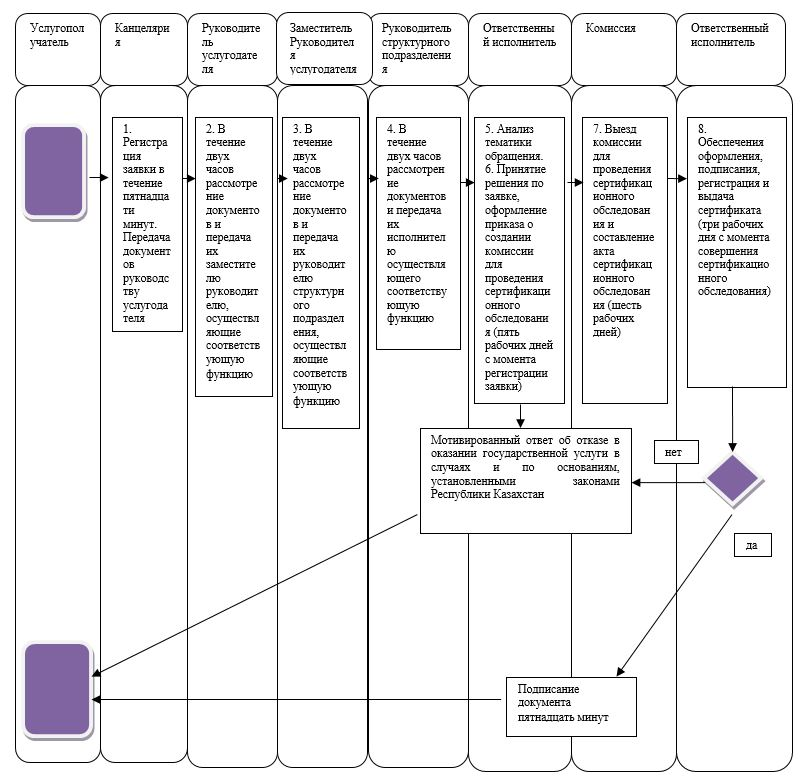 Услугопол
учатель
Канцеляри
я
Руководите
ль
услугодате
ля
Заместитель
Руководител
я
услугодателя
Руководитель
структурного
подразделени
я
Ответственны
й исполнитель
Комиссия
Ответственный
исполнитель
1.
Регистра
ция
заявки в
течение
пятнадца
ти
минут.
Передача
документ
ов
руководс
тву
услугода
теля
2. В
течение
двух
часов
рассмотре
ние
документо
в и
передача
их
заместите
лю
руководит
елю,
осуществл
яющие
соответств
ующую
функцию
3. В
течение
двух
часов
рассмотре
ние
документо
в и
передача
их
руководит
елю
структурн
ого
подраздел
ения,
осуществл
яющие
соответств
ующую
функцию
4. В
течение
двух часов
рассмотрен
ие
документов
и передача
их
исполнител
ю
осуществля
ющего
соответству
ющую
функцию
5. Анализ
тематики
обращения.
6. Принятие
решения по
заявке,
оформление
приказа о
создании
комиссии
для
проведения
сертификаци
онного
обследовани
я (пять
рабочих дней
с момента
регистрации
заявки)
7. Выезд
комиссии
для
проведения
сертификац
ионного
обследован
ия и
составление
акта
сертификац
ионного
обследован
ия (шесть
рабочих
дней)
8.
Обеспечения
оформления,
подписания,
регистрация и
выдача
сертификата
(три рабочих
дня с момента
совершения
сертификацио
нного
обследования)
Мотивированный ответ об отказе в
оказании государственной услуги в
случаях и по основаниям,
установленными законами
Республики Казахстан
нет
да
Подписание
документа
пятнадцать минут